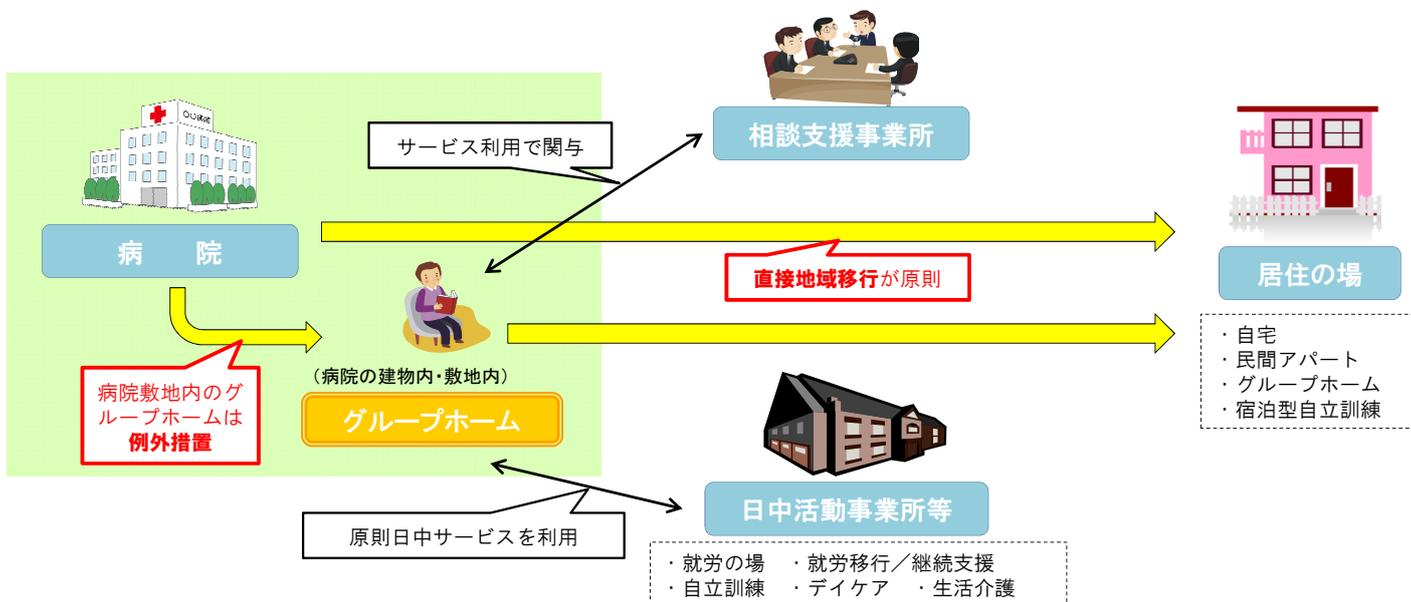 相談支援事業所
サービス利用で関与
病　　院
直接地域移行が原則
居住の場
・自宅
・民間アパート
・グループホーム
・宿泊型自立訓練
病院敷地内のグ
ループホームは
例外措置
（病院の建物内・敷地内）
グループホーム
原則日中サービスを利用
日中活動事業所等
・就労の場　・就労移行／継続支援
・自立訓練　・デイケア　・生活介護